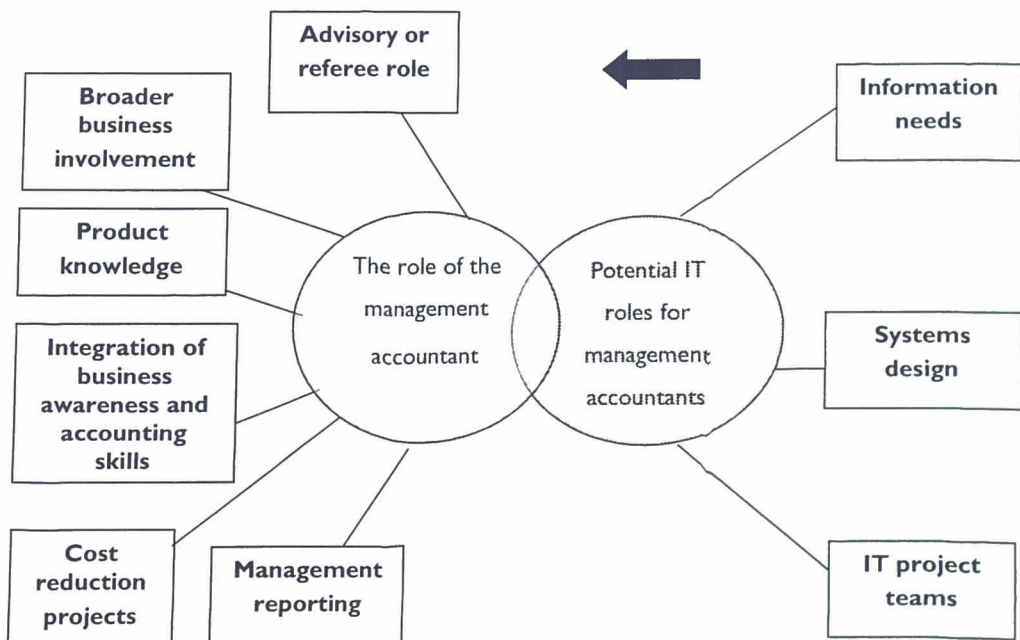 Advisory or
referee role
Broader
business
involvement
Information
needs
Product
knowledge
The role of the
management
accountant
Potential IT
roles for
management
accountants
Integration of
business
awareness and
accounting
skills
Systems
design
Cost
reduction
projects
Management
reporting
IT project
teams